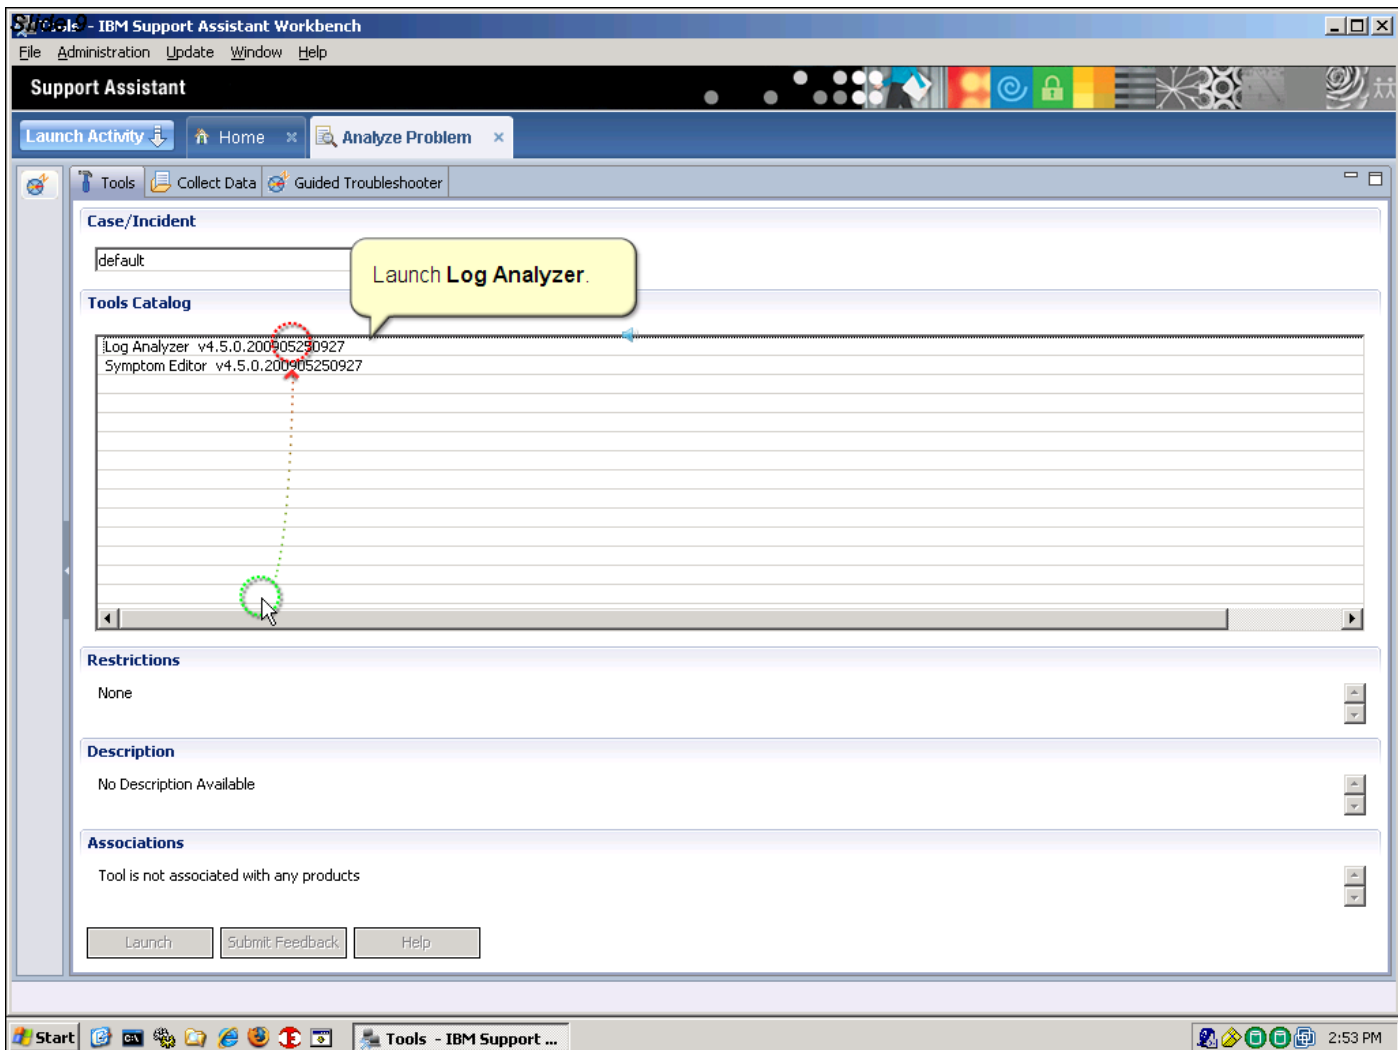 Slide 9
Tools - IBM Support Assistant Workbench
File Administration Update Window Help
Support Assistant
Launch Activity Home Analyze Problem
Tools Collect Data Guided Troubleshooter
Case/Incident
default
Launch Log Analyzer.
Tools Catalog
Log Analyzer v4.5.0.200905250927
Symptom Editor v4.5.0.200905250927
Restrictions
None
Description
No Description Available
Associations
Tool is not associated with any products
Launch Submit Feedback Help
Start Tools - IBM Support ... 2:53 PM